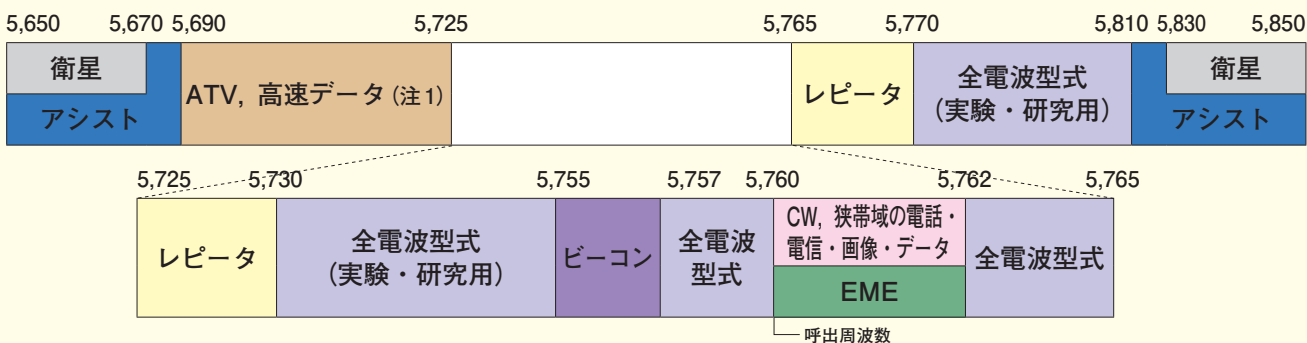 5,650 5,670 5,690 5,725 5,765 5,770 5,810 5,830 5,850
衛星
アシスト
ATV, 高速データ(注1)
レピータ
全電波型式
(実験・研究用)
衛星
アシスト
5,725 5,730 5,755 5,757 5,760 5,762 5,765
レピータ
全電波型式
(実験・研究用)
ビーコン
全電波
型式
CW, 狭帯域の電話・
電信・画像・データ
EME
全電波型式
呼出周波数